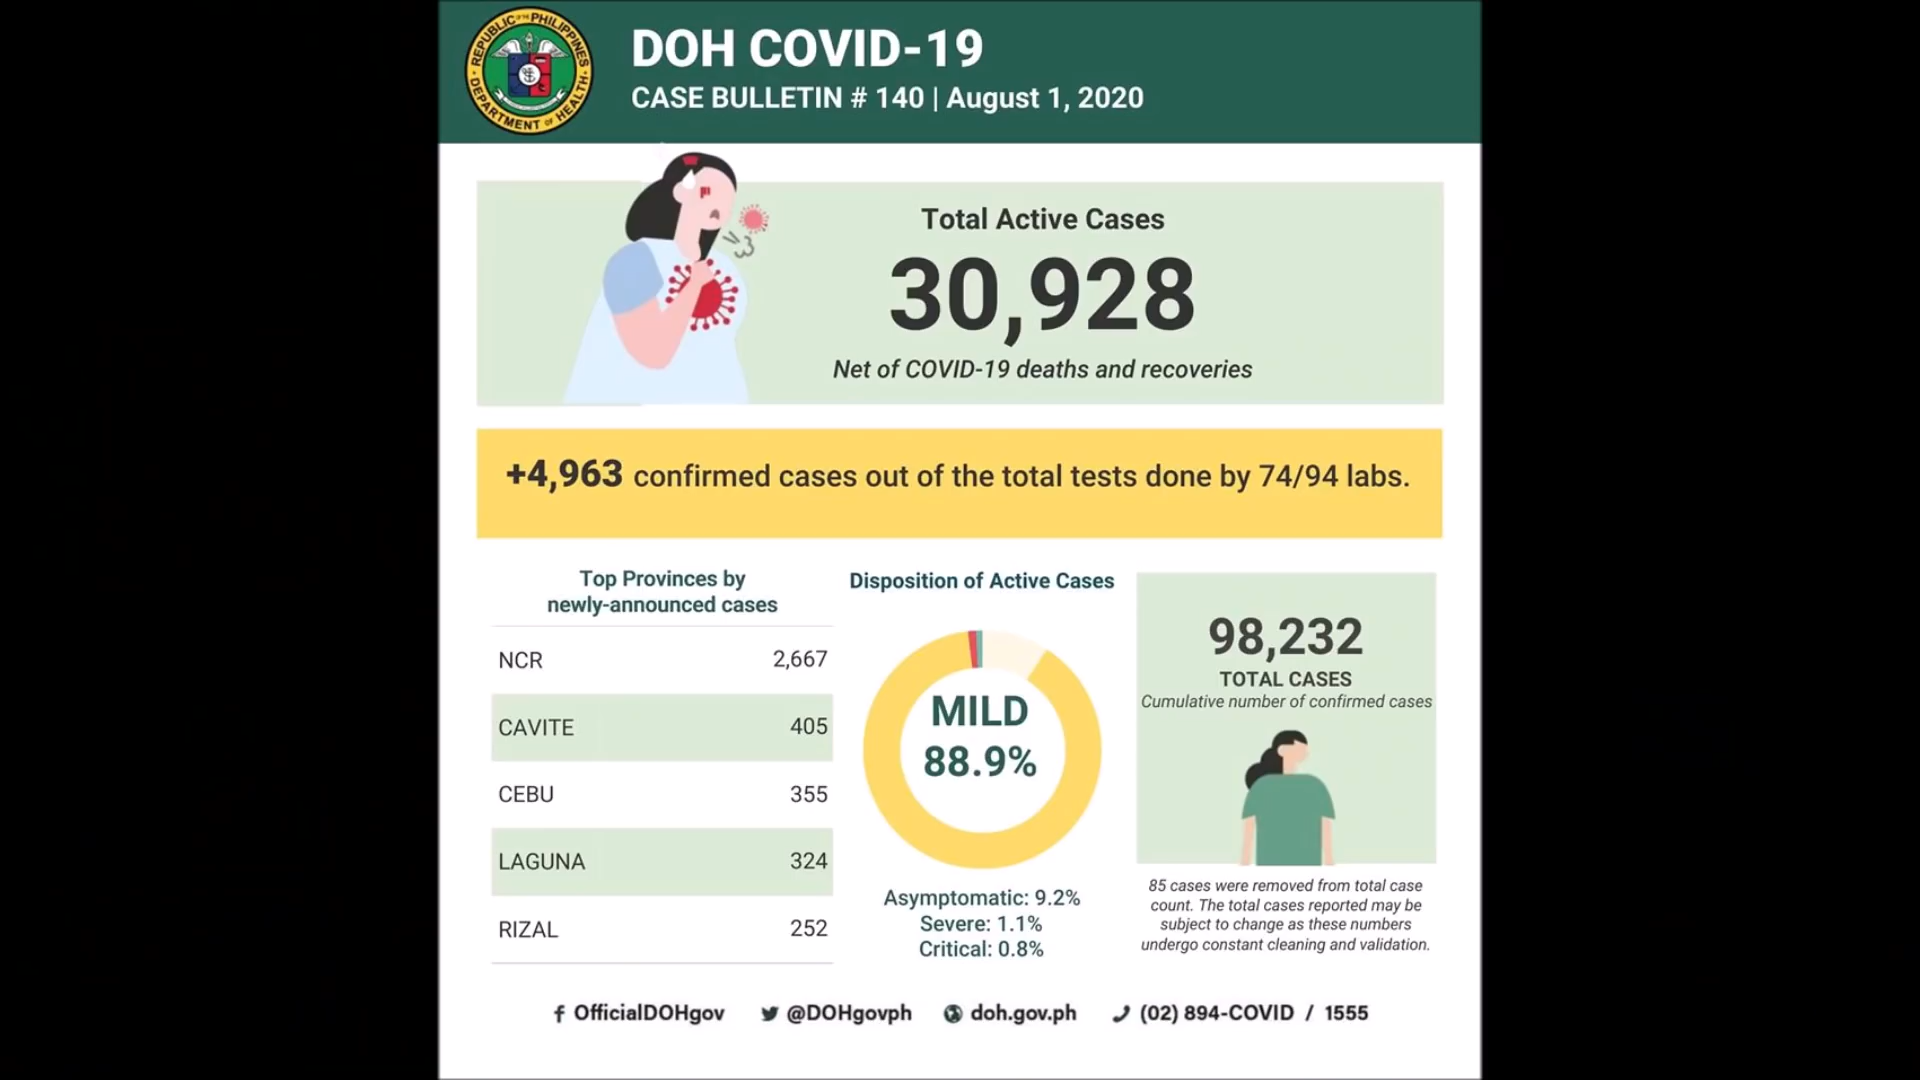 REPUBLIC OF THE PHILIPPINES
DEPARTMENT OF HEALTH
DOH COVID-19
CASE BULLETIN # 140 | August 1, 2020
Total Active Cases
30,928
Net of COVID-19 deaths and recoveries
+4,963 confirmed cases out of the total tests done by 74/94 labs.
Top Provinces by
newly-announced cases
NCR 2,667
CAVITE 405
CEBU 355
LAGUNA 324
RIZAL 252
Disposition of Active Cases
MILD
88.9%
Asymptomatic: 9.2%
Severe: 1.1%
Critical: 0.8%
98,232
TOTAL CASES
Cumulative number of confirmed cases
85 cases were removed from total case
count. The total cases reported may be
subject to change as these numbers
undergo constant cleaning and validation.
OfficialDOHgov @DOHgovph doh.gov.ph (02) 894-COVID / 1555